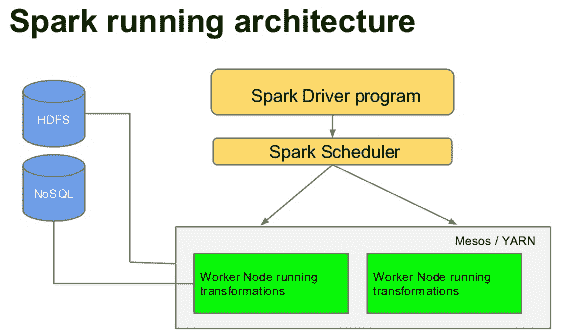 Spark running architecture
HDFS
NoSQL
Spark Driver program
Spark Scheduler
Mesos / YARN
Worker Node running
transformations
Worker Node running
transformations